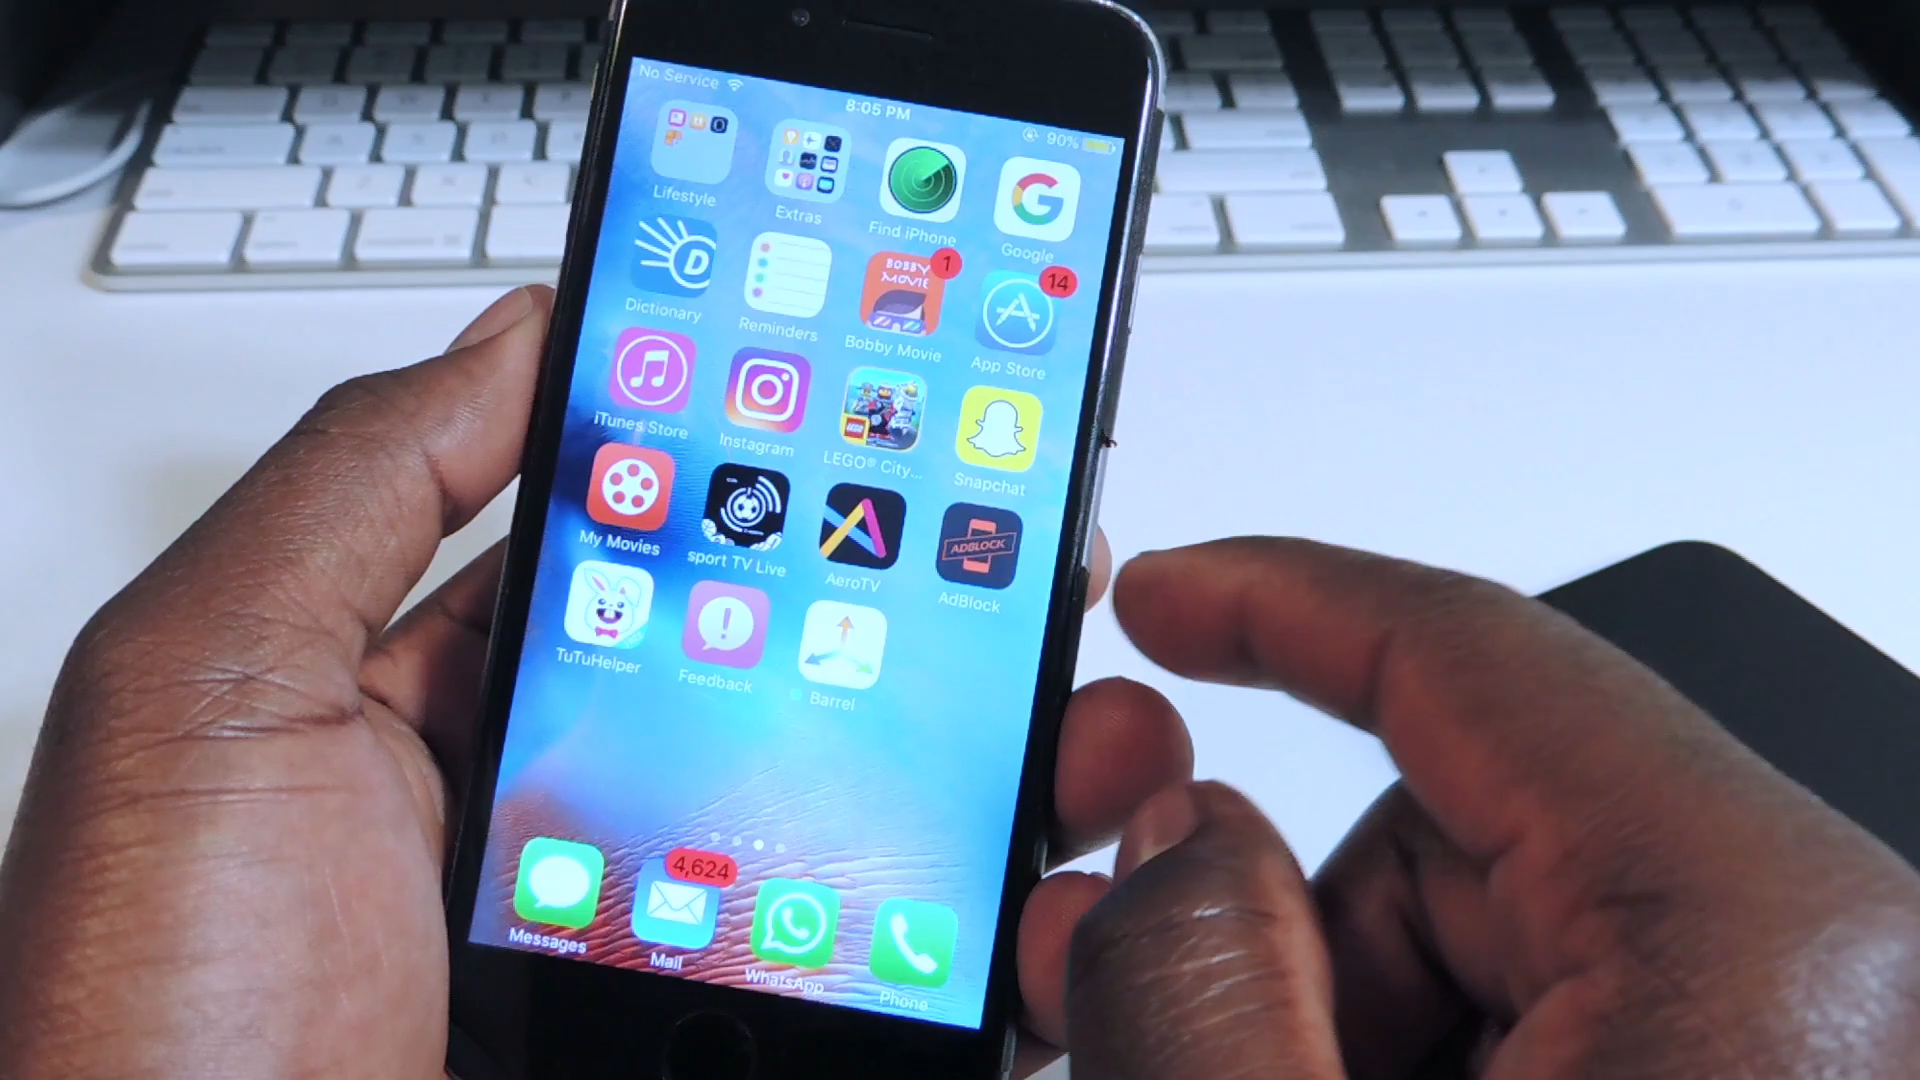 No Service
8:05 PM
90%
Lifestyle
Extras
Find iPhone
Google
D
BOBBY
MOVIE
1
14
Dictionary
Reminders
Bobby Movie
App Store
LEGO
iTunes Store
Instagram
LEGO® City...
Snapchat
ADBLOCK
My Movies
sport TV Live
AeroTV
AdBlock
TuTuHelper
Feedback
Barrel
4,624
Messages
Mail
WhatsApp
Phone